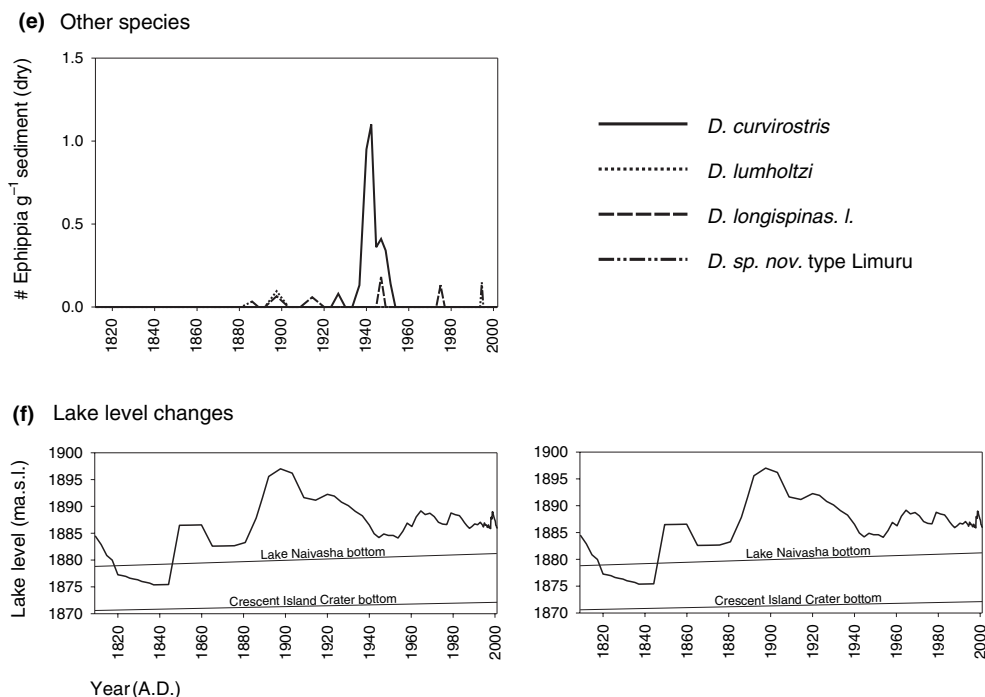 (e) Other species
# Ephippia g⁻¹ sediment (dry)
1.5
1.0
0.5
0.0
1820 1840 1860 1880 1900 1920 1940 1960 1980 2000
D. curvirostris
D. lumholtzi
D. longispinas. l.
D. sp. nov. type Limuru
(f) Lake level changes
Lake level (ma.s.l.)
1900
1895
1890
1885
1880
1875
1870
Lake Naivasha bottom
Crescent Island Crater bottom
1820 1840 1860 1880 1900 1920 1940 1960 1980 2000
Year (A.D.)
1900
1895
1890
1885
1880
1875
1870
Lake Naivasha bottom
Crescent Island Crater bottom
1820 1840 1860 1880 1900 1920 1940 1960 1980 2000